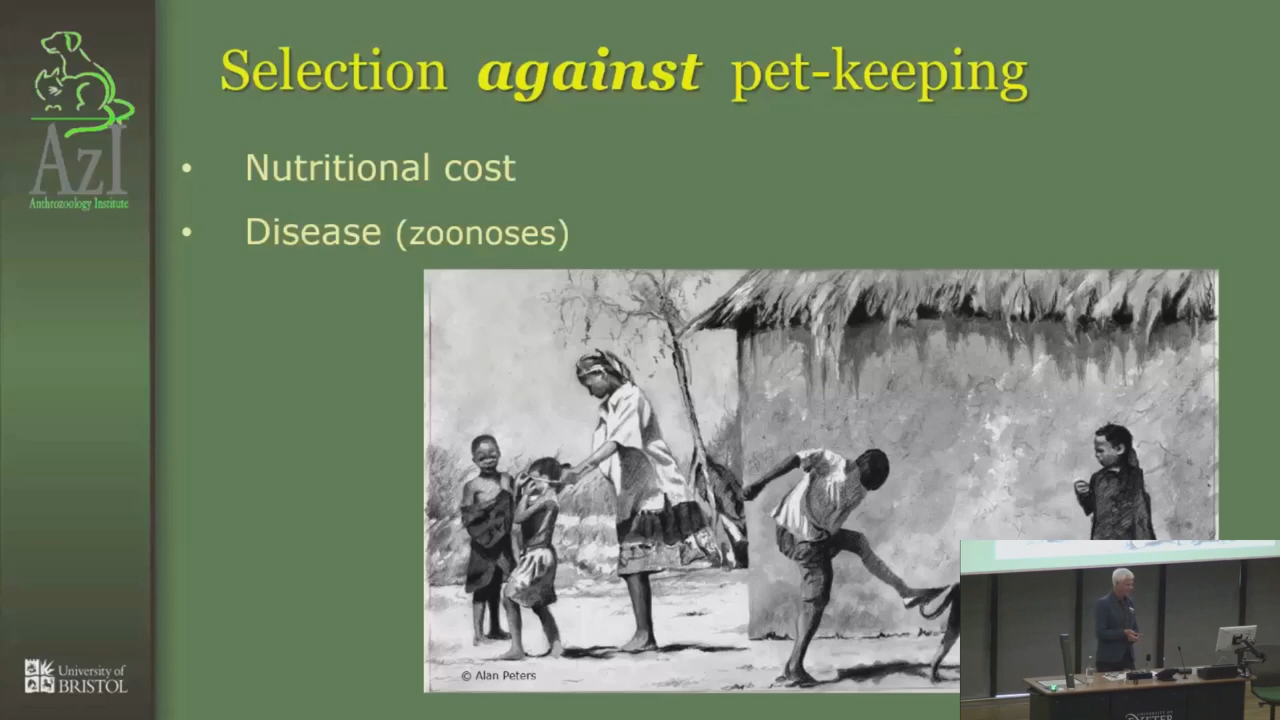 Selection against pet-keeping
AzI
Anthrozoology Institute
• Nutritional cost
• Disease (zoonoses)
© Alan Peters
University of
BRISTOL